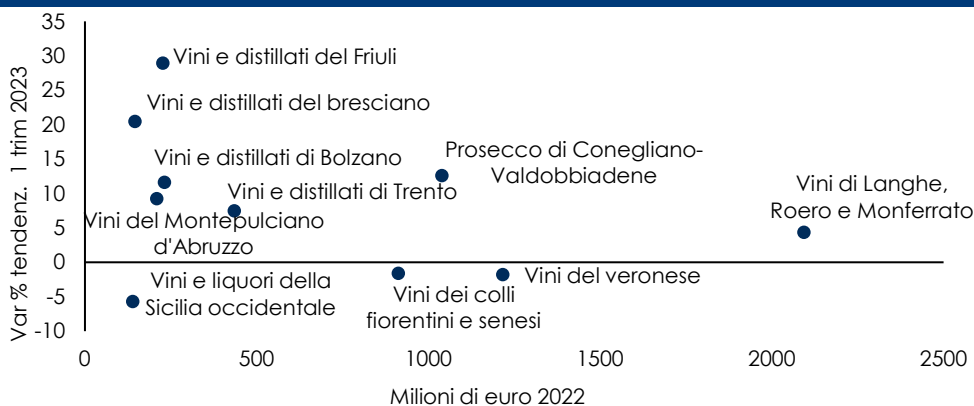 Var % tendenz. 1 trim 2023
35
30
25
20
15
10
5
0
-5
-10
Vini e distillati del Friuli
Vini e distillati del bresciano
Vini e distillati di Bolzano
Prosecco di Conegliano-
Valdobbiadene
Vini di Langhe,
Roero e Monferrato
Vini e distillati di Trento
Vini del Montepulciano
d'Abruzzo
Vini e liquori della
Sicilia occidentale
Vini dei colli
fiorentini e senesi
Vini del veronese
0
500
1000
1500
2000
2500
Milioni di euro 2022